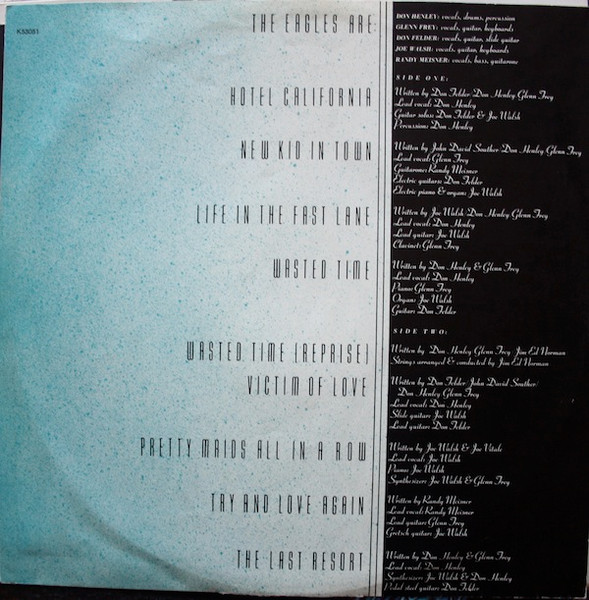 K53051
THE EAGLES ARE:
DON HENLEY: vocals, drums, percussion
GLENN FREY: vocals, guitar, keyboards
DON FELDER: vocals, guitar, slide guitar
JOE WALSH: vocals, guitar, keyboards
RANDY MEISNER: vocals, bass, guitarone
SIDE ONE:
HOTEL CALIFORNIA
Written by Don Felder/Don Henley/Glenn Frey
Lead vocal: Don Henley
Guitar solos: Don Felder & Joe Walsh
Percussion: Don Henley
NEW KID IN TOWN
Written by John David Souther/Don Henley/Glenn Frey
Lead vocal: Glenn Frey
Guitarone: Randy Meisner
Electric guitars: Don Felder
Electric piano & organ: Joe Walsh
LIFE IN THE FAST LANE
Written by Joe Walsh/Don Henley/Glenn Frey
Lead vocal: Don Henley
Lead guitar: Joe Walsh
Clavinet: Glenn Frey
WASTED TIME
Written by Don Henley & Glenn Frey
Lead vocal: Don Henley
Piano: Glenn Frey
Organ: Joe Walsh
Guitar: Don Felder
SIDE TWO:
WASTED TIME (REPRISE)
Written by Don Henley/Glenn Frey/Jim Ed Norman
Strings arranged & conducted by Jim Ed Norman
VICTIM OF LOVE
Written by Don Felder/John David Souther/
Don Henley/Glenn Frey
Lead vocal: Don Henley
Slide guitar: Joe Walsh
Lead guitar: Don Felder
PRETTY MAIDS ALL IN A ROW
Written by Joe Walsh & Joe Vitale
Lead vocal: Joe Walsh
Piano: Joe Walsh
Synthesizer: Joe Walsh & Glenn Frey
TRY AND LOVE AGAIN
Written by Randy Meisner
Lead vocal: Randy Meisner
Lead guitar: Glenn Frey
Gretsch guitar: Joe Walsh
THE LAST RESORT
Written by Don Henley & Glenn Frey
Lead vocal: Don Henley
Synthesizer: Joe Walsh & Don Henley
Pedal steel guitar: Don Felder